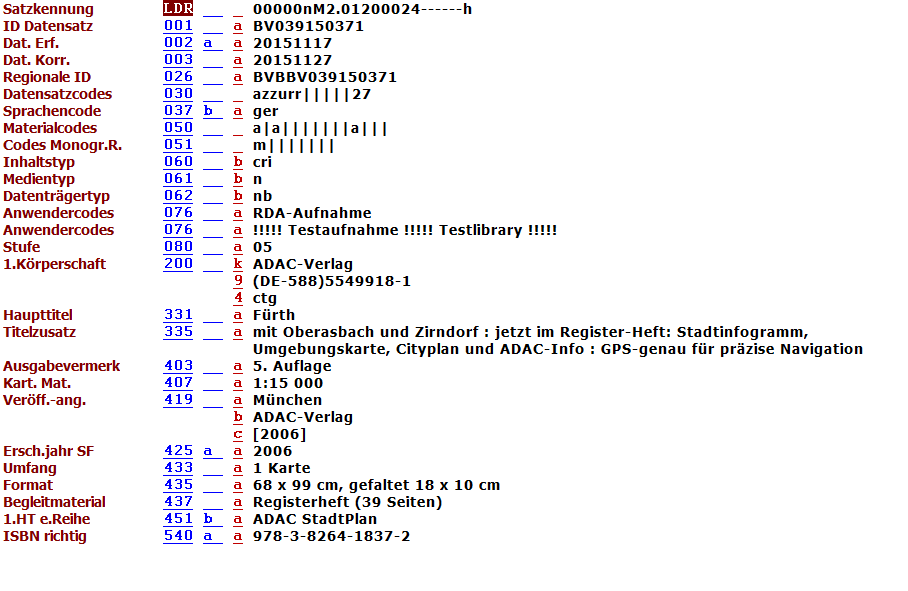 Satzkennung LDR _ 00000nM2.01200024------h
ID Datensatz 001 a BV039150371
Dat. Erf. 002 a a 20151117
Dat. Korr. 003 a 20151127
Regionale ID 026 a BVBBV039150371
Datensatzcodes 030 _ azzurr|||||27
Sprachencode 037 b a ger
Materialcodes 050 _ a|a|||||||a|||
Codes Monogr.R. 051 _ m|||||||
Inhaltstyp 060 b cri
Medientyp 061 b n
Datenträgertyp 062 b nb
Anwendercodes 076 a RDA-Aufnahme
Anwendercodes 076 a !!!!! Testaufnahme !!!!! Testlibrary !!!!!
Stufe 080 a 05
1.Körperschaft 200 k ADAC-Verlag
9 (DE-588)5549918-1
4 ctg
Haupttitel 331 a Fürth
Titelzusatz 335 a mit Oberasbach und Zirndorf : jetzt im Register-Heft: Stadtinfogramm,
Umgebungskarte, Cityplan und ADAC-Info : GPS-genau für präzise Navigation
Ausgabevermerk 403 a 5. Auflage
Kart. Mat. 407 a 1:15 000
Veröff.-ang. 419 a München
b ADAC-Verlag
c [2006]
Ersch.jahr SF 425 a a 2006
Umfang 433 a 1 Karte
Format 435 a 68 x 99 cm, gefaltet 18 x 10 cm
Begleitmaterial 437 a Registerheft (39 Seiten)
1.HT e.Reihe 451 b a ADAC StadtPlan
ISBN richtig 540 a a 978-3-8264-1837-2